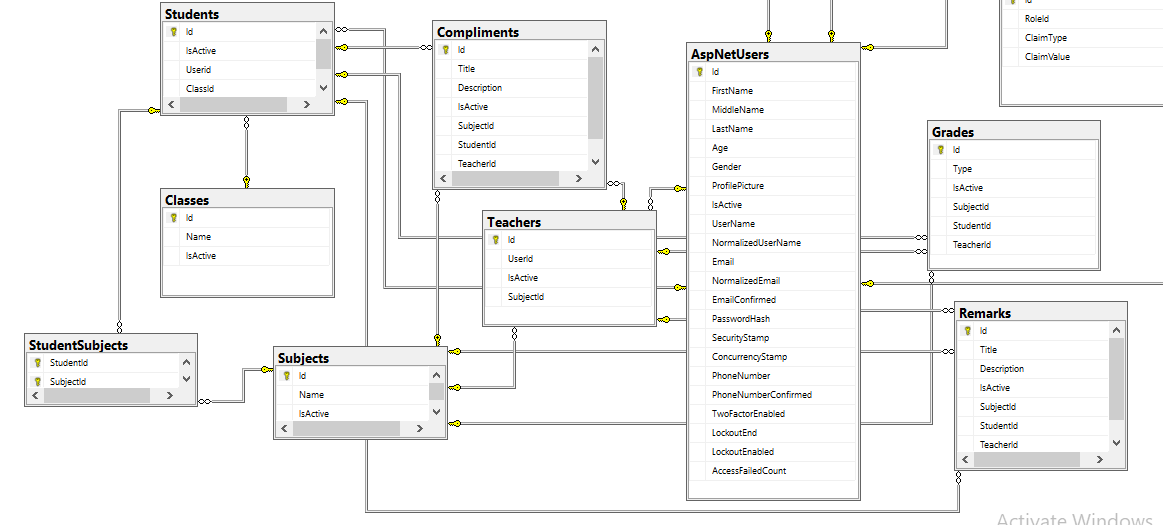 Students
Id
IsActive
Userid
ClassId
Compliments
Id
Title
Description
IsActive
SubjectId
StudentId
TeacherId
AspNetUsers
Id
FirstName
MiddleName
LastName
Age
Gender
ProfilePicture
IsActive
UserName
NormalizedUserName
Email
NormalizedEmail
EmailConfirmed
PasswordHash
SecurityStamp
ConcurrencyStamp
PhoneNumber
PhoneNumberConfirmed
TwoFactorEnabled
LockoutEnd
LockoutEnabled
AccessFailedCount
Id
RoleId
ClaimType
ClaimValue
Grades
Id
Type
IsActive
SubjectId
StudentId
TeacherId
Classes
Id
Name
IsActive
Teachers
Id
UserId
IsActive
SubjectId
Remarks
Id
Title
Description
IsActive
SubjectId
StudentId
TeacherId
StudentSubjects
StudentId
SubjectId
Subjects
Id
Name
IsActive
Activate Windows